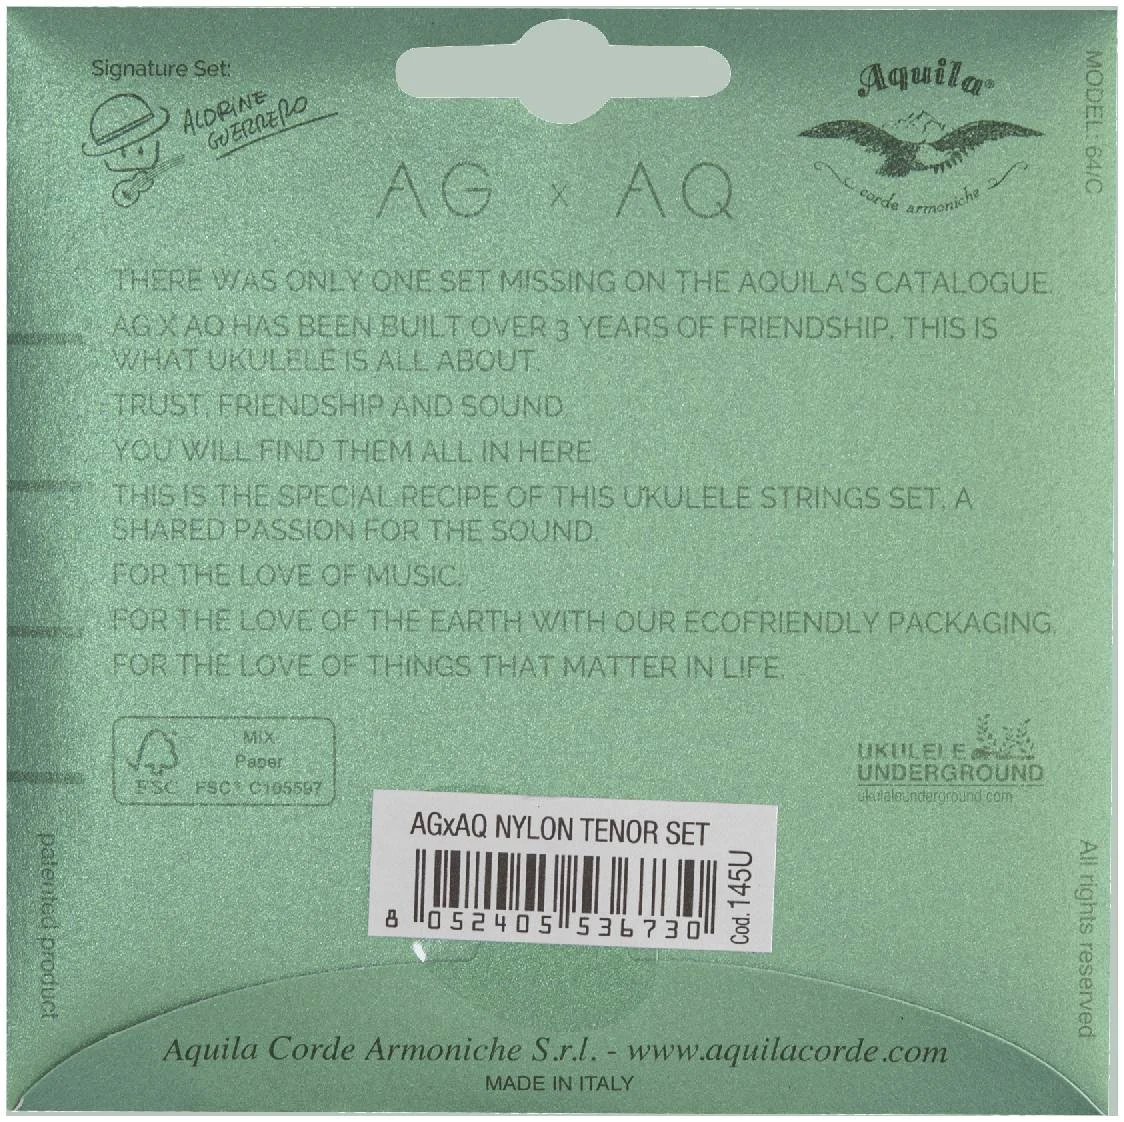 Signature Set:
ALDRINE
GUERRERO
Aquila®
corde armoniche
MODEL: 64/C
AG x AQ
THERE WAS ONLY ONE SET MISSING ON THE AQUILA'S CATALOGUE.
AG X AQ HAS BEEN BUILT OVER 3 YEARS OF FRIENDSHIP, THIS IS
WHAT UKULELE IS ALL ABOUT.
TRUST, FRIENDSHIP AND SOUND
YOU WILL FIND THEM ALL IN HERE.
THIS IS THE SPECIAL RECIPE OF THIS UKULELE STRINGS SET, A
SHARED PASSION FOR THE SOUND.
FOR THE LOVE OF MUSIC.
FOR THE LOVE OF THE EARTH WITH OUR ECOFRIENDLY PACKAGING.
FOR THE LOVE OF THINGS THAT MATTER IN LIFE.
MIX
Paper
FSC FSC® C105597
UKULELE
UNDERGROUND
ukuleleunderground.com
AGxAQ NYLON TENOR SET
8 052405 536730
Cod. 145U
patented product
All rights reserved
Aquila Corde Armoniche S.r.l. - www.aquilacorde.com
MADE IN ITALY